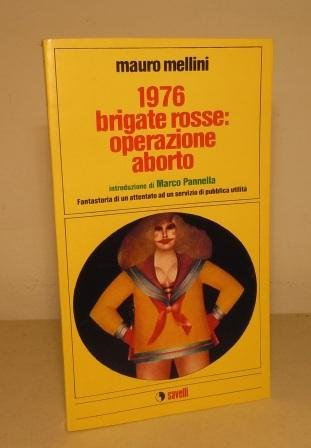 mauro mellini
1976
brigate rosse:
operazione
aborto
introduzione di Marco Pannella
Fantastoria di un attentato ad un servizio di pubblica utilità
savelli